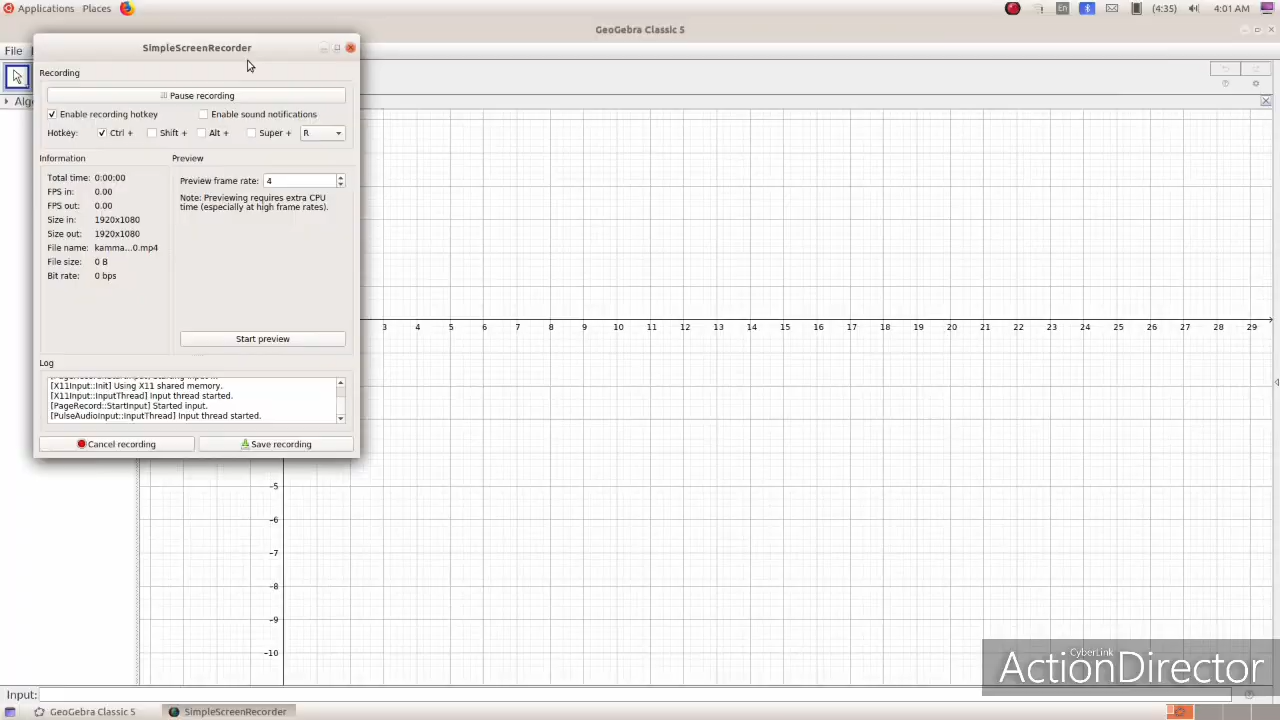 Applications Places
En (4:35) 4:01 AM
GeoGebra Classic 5
SimpleScreenRecorder
File
Recording
Pause recording
Enable recording hotkey Enable sound notifications
Hotkey: Ctrl + Shift + Alt + Super + R
Information
Total time: 0:00:00
FPS in: 0.00
FPS out: 0.00
Size in: 1920x1080
Size out: 1920x1080
File name: kamma...0.mp4
File size: 0 B
Bit rate: 0 bps
Preview
Preview frame rate: 4
Note: Previewing requires extra CPU
time (especially at high frame rates).
Start preview
Log
[X11Input::Init] Using X11 shared memory.
[X11Input::InputThread] Input thread started.
[PageRecord::StartInput] Started input.
[PulseAudioInput::InputThread] Input thread started.
Cancel recording Save recording
3 4 5 6 7 8 9 10 11 12 13 14 15 16 17 18 19 20 21 22 23 24 25 26 27 28 29
-5
-6
-7
-8
-9
-10
CyberLink
ActionDirector
Input:
GeoGebra Classic 5 SimpleScreenRecorder